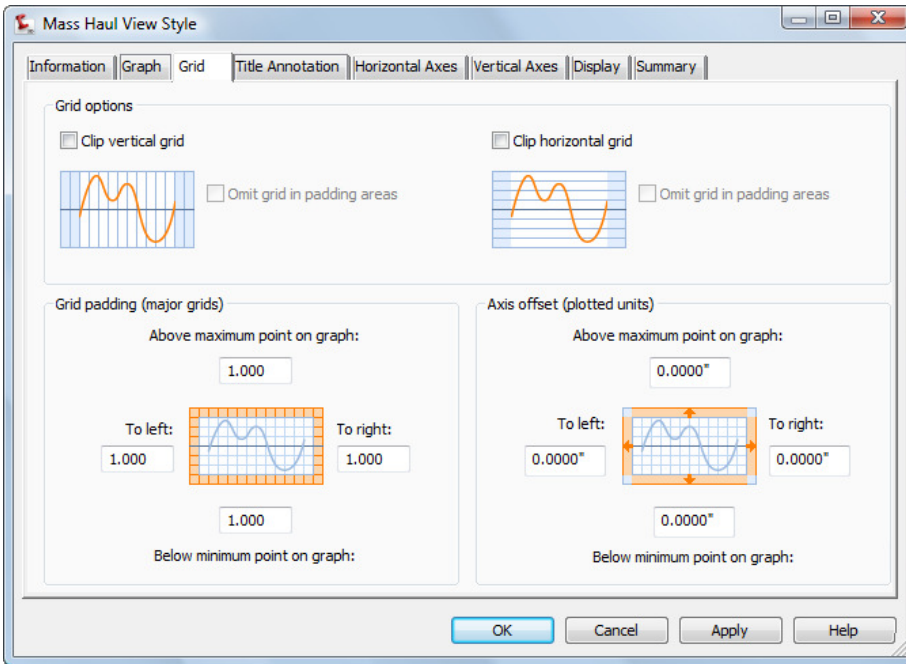 Mass Haul View Style
Information Graph Grid Title Annotation Horizontal Axes Vertical Axes Display Summary
Grid options
Clip vertical grid
Omit grid in padding areas
Clip horizontal grid
Omit grid in padding areas
Grid padding (major grids)
Above maximum point on graph:
1.000
To left:
1.000
To right:
1.000
1.000
Below minimum point on graph:
Axis offset (plotted units)
Above maximum point on graph:
0.0000"
To left:
0.0000"
To right:
0.0000"
0.0000"
Below minimum point on graph:
OK Cancel Apply Help